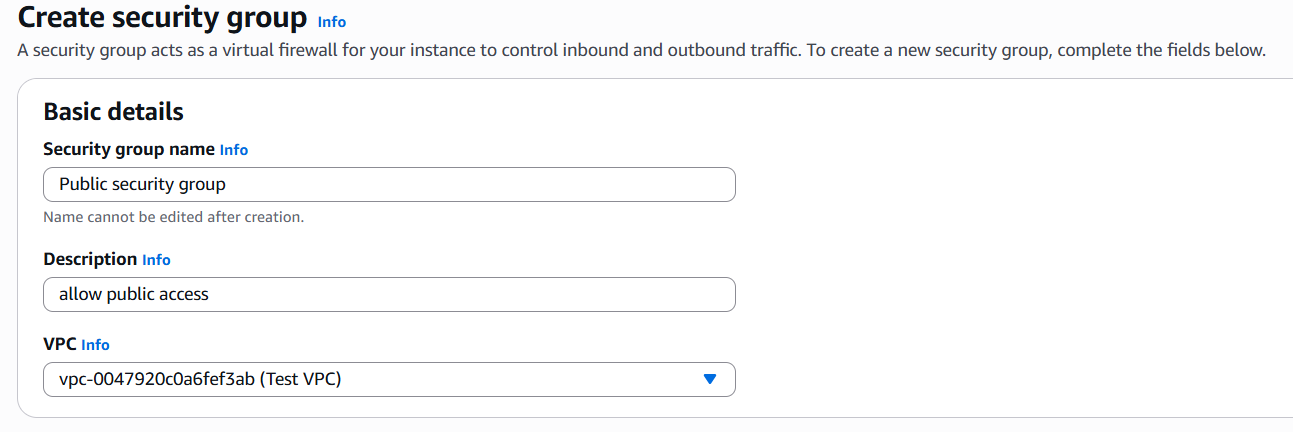 Create security group Info
A security group acts as a virtual firewall for your instance to control inbound and outbound traffic. To create a new security group, complete the fields below.
Basic details
Security group name Info
Public security group
Name cannot be edited after creation.
Description Info
allow public access
VPC Info
vpc-0047920c0a6fef3ab (Test VPC)